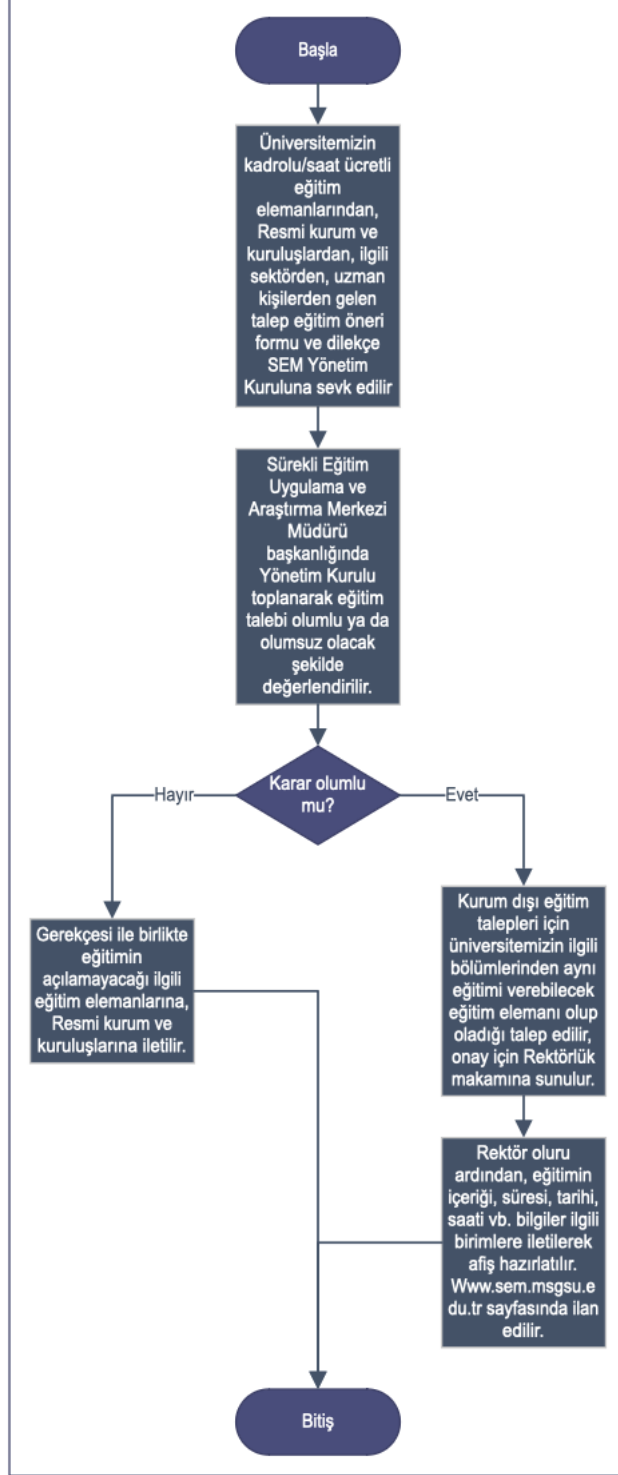 Başla
Üniversitemizin
kadrolu/saat ücretli
eğitim
elemanlarından,
Resmi kurum ve
kuruluşlardan, ilgili
sektörden, uzman
kişilerden gelen
talep eğitim öneri
formu ve dilekçe
SEM Yönetim
Kuruluna sevk edilir
Sürekli Eğitim
Uygulama ve
Araştırma Merkezi
Müdürü
başkanlığında
Yönetim Kurulu
toplanarak eğitim
talebi olumlu ya da
olumsuz olacak
şekilde
değerlendirilir.
Karar olumlu
mu?
Hayır
Evet
Gerekçesi ile birlikte
eğitimin
açılamayacağı ilgili
eğitim elemanlarına,
Resmi kurum ve
kuruluşlarına iletilir.
Kurum dışı eğitim
talepleri için
üniversitemizin ilgili
bölümlerinden aynı
eğitimi verebilecek
eğitim elemanı olup
oladığı talep edilir,
onay için Rektörlük
makamına sunulur.
Rektör oluru
ardından, eğitimin
içeriği, süresi, tarihi,
saati vb. bilgiler ilgili
birimlere iletilerek
afiş hazırlatılır.
Www.sem.msgsu.e
du.tr sayfasında ilan
edilir.
Bitiş